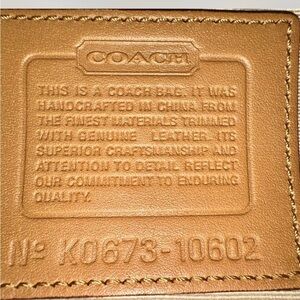 COACH
THIS IS A COACH BAG. IT WAS
HANDCRAFTED IN CHINA FROM
THE FINEST MATERIALS TRIMMED
WITH GENUINE LEATHER. ITS
SUPERIOR CRAFTSMANSHIP AND
ATTENTION TO DETAIL REFLECT
OUR COMMITMENT TO ENDURING
QUALITY.
Nº K0673-10602